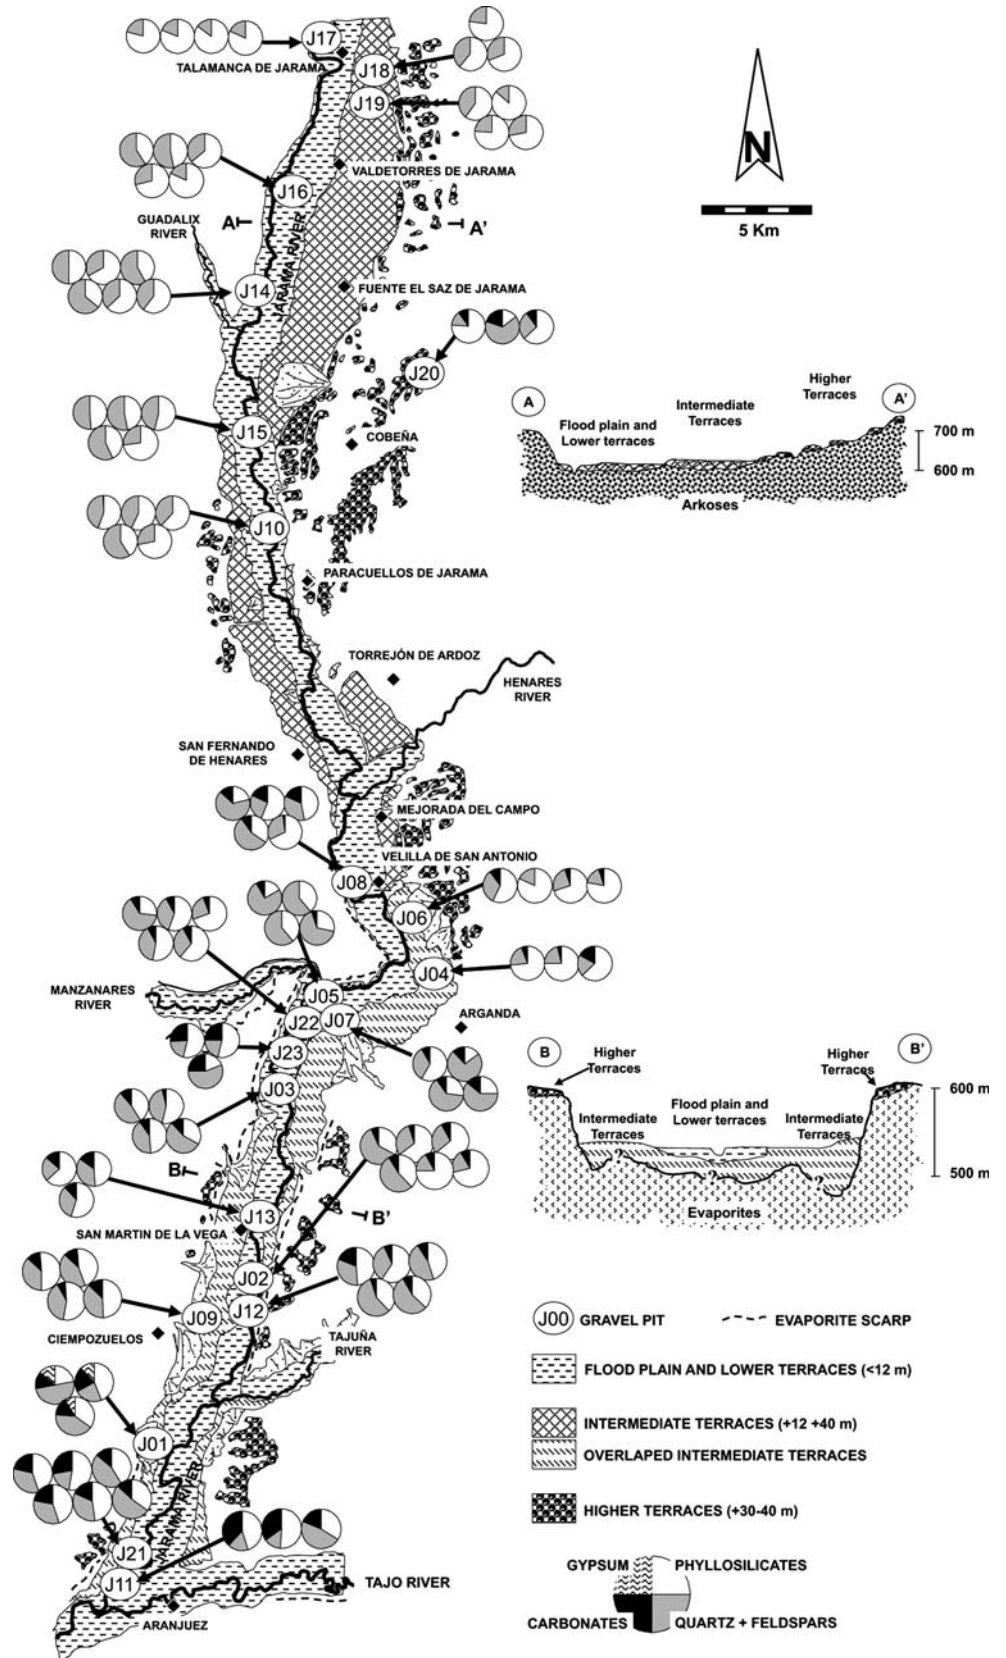 J17
TALAMANCA DE JARAMA
J18
J19
N
5 Km
VALDETORRES DE JARAMA
J16
A
A'
GUADALIX
RIVER
JARAMA RIVER
J14
FUENTE EL SAZ DE JARAMA
J20
J15
COBEÑA
J10
PARACUELLOS DE JARAMA
A
A'
Higher
Terraces
Intermediate
Terraces
Flood plain and
Lower terraces
700 m
600 m
Arkoses
TORREJÓN DE ARDOZ
HENARES
RIVER
SAN FERNANDO
DE HENARES
MEJORADA DEL CAMPO
VELILLA DE SAN ANTONIO
J08
J06
J04
MANZANARES
RIVER
J05
J22
J07
ARGANDA
J23
J03
B
B'
J13
SAN MARTIN DE LA VEGA
J02
J12
J09
CIEMPOZUELOS
TAJUÑA
RIVER
J01
JARAMA RIVER
J21
J11
TAJO RIVER
ARANJUEZ
B
B'
Higher
Terraces
Higher
Terraces
Intermediate
Terraces
Flood plain and
Lower terraces
Intermediate
Terraces
600 m
500 m
?
?
?
Evaporites
J00
GRAVEL PIT
EVAPORITE SCARP
FLOOD PLAIN AND LOWER TERRACES (<12 m)
INTERMEDIATE TERRACES (+12 +40 m)
OVERLAPED INTERMEDIATE TERRACES
HIGHER TERRACES (+30-40 m)
GYPSUM
PHYLLOSILICATES
CARBONATES
QUARTZ + FELDSPARS